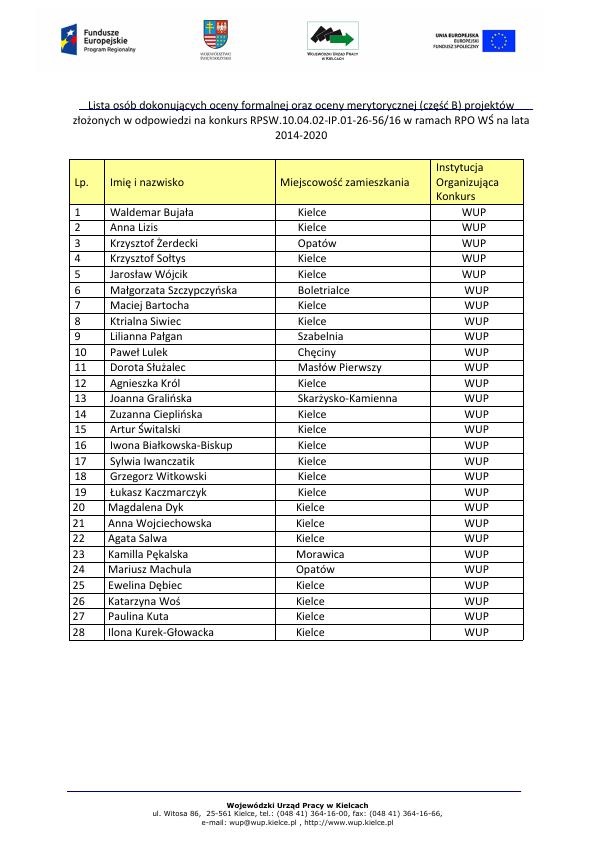 Fundusze
Europejskie
Program Regionalny
WOJEWÓDZTWO
ŚWIĘTOKRZYSKIE
WOJEWÓDZKI URZĄD PRACY
W KIELCACH
UNIA EUROPEJSKA
EUROPEJSKI
FUNDUSZ SPOŁECZNY
Lista osób dokonujących oceny formalnej oraz oceny merytorycznej (część B) projektów
złożonych w odpowiedzi na konkurs RPSW.10.04.02-IP.01-26-56/16 w ramach RPO WŚ na lata
2014-2020
Lp. Imię i nazwisko Miejscowość zamieszkania Instytucja
Organizująca
Konkurs
1 Waldemar Bujała Kielce WUP
2 Anna Lizis Kielce WUP
3 Krzysztof Żerdecki Opatów WUP
4 Krzysztof Sołtys Kielce WUP
5 Jarosław Wójcik Kielce WUP
6 Małgorzata Szczypczyńska Boletrialce WUP
7 Maciej Bartocha Kielce WUP
8 Ktrialna Siwiec Kielce WUP
9 Lilianna Pałgan Szabelnia WUP
10 Paweł Lulek Chęciny WUP
11 Dorota Służalec Masłów Pierwszy WUP
12 Agnieszka Król Kielce WUP
13 Joanna Gralińska Skarżysko-Kamienna WUP
14 Zuzanna Cieplińska Kielce WUP
15 Artur Świtalski Kielce WUP
16 Iwona Białkowska-Biskup Kielce WUP
17 Sylwia Iwanczatik Kielce WUP
18 Grzegorz Witkowski Kielce WUP
19 Łukasz Kaczmarczyk Kielce WUP
20 Magdalena Dyk Kielce WUP
21 Anna Wojciechowska Kielce WUP
22 Agata Salwa Kielce WUP
23 Kamilla Pękalska Morawica WUP
24 Mariusz Machula Opatów WUP
25 Ewelina Dębiec Kielce WUP
26 Katarzyna Woś Kielce WUP
27 Paulina Kuta Kielce WUP
28 Ilona Kurek-Głowacka Kielce WUP
Wojewódzki Urząd Pracy w Kielcach
ul. Witosa 86, 25-561 Kielce, tel.: (048 41) 364-16-00, fax: (048 41) 364-16-66,
e-mail: wup@wup.kielce.pl , http://www.wup.kielce.pl